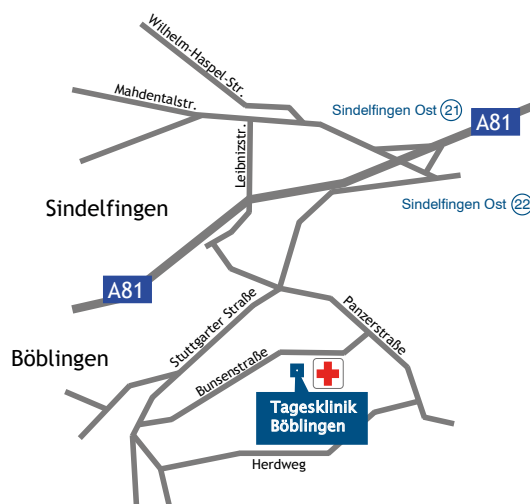 Wilhelm-Haspel-Str.
Mahdentalstr.
Sindelfingen Ost 21
A81
Leibnizstr.
Sindelfingen
Sindelfingen Ost 22
A81
Stuttgarter Straße
Panzerstraße
Böblingen
Bunsenstraße
Tagesklinik
Böblingen
Herdweg